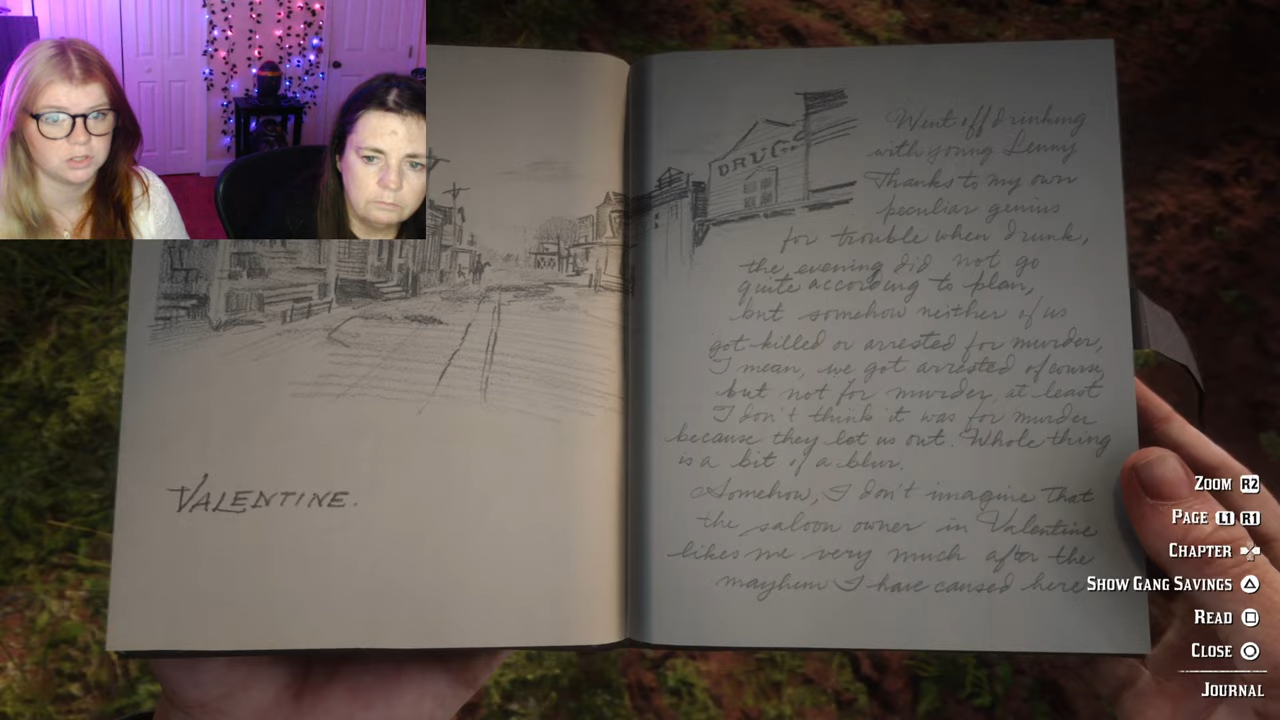 VALENTINE.
DRUGS
Went off drinking
with young Lenny
Thanks to my own
peculiar genius
for trouble when drunk,
the evening did not go
quite according to plan,
but somehow neither of us
got killed or arrested for murder,
I mean, we got arrested of course,
but not for murder, at least
I don't think it was for murder
because they let us out. Whole thing
is a bit of a blur.
Somehow, I don't imagine that
the saloon owner in Valentine
likes me very much after the
mayhem I have caused here
ZOOM R2
PAGE L1 R1
CHAPTER
SHOW GANG SAVINGS
READ
CLOSE
JOURNAL